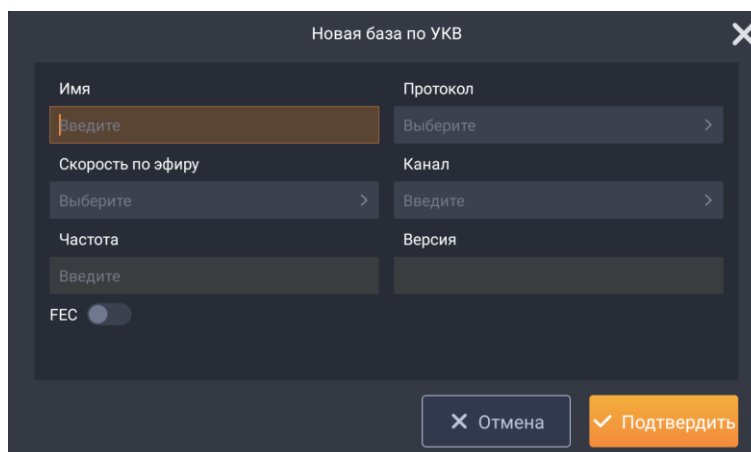 Новая база по УКВ
Имя
Протокол
Введите
Выберите
Скорость по эфиру
Канал
Выберите
Введите
Частота
Версия
Введите
FEC
Отмена
Подтвердить